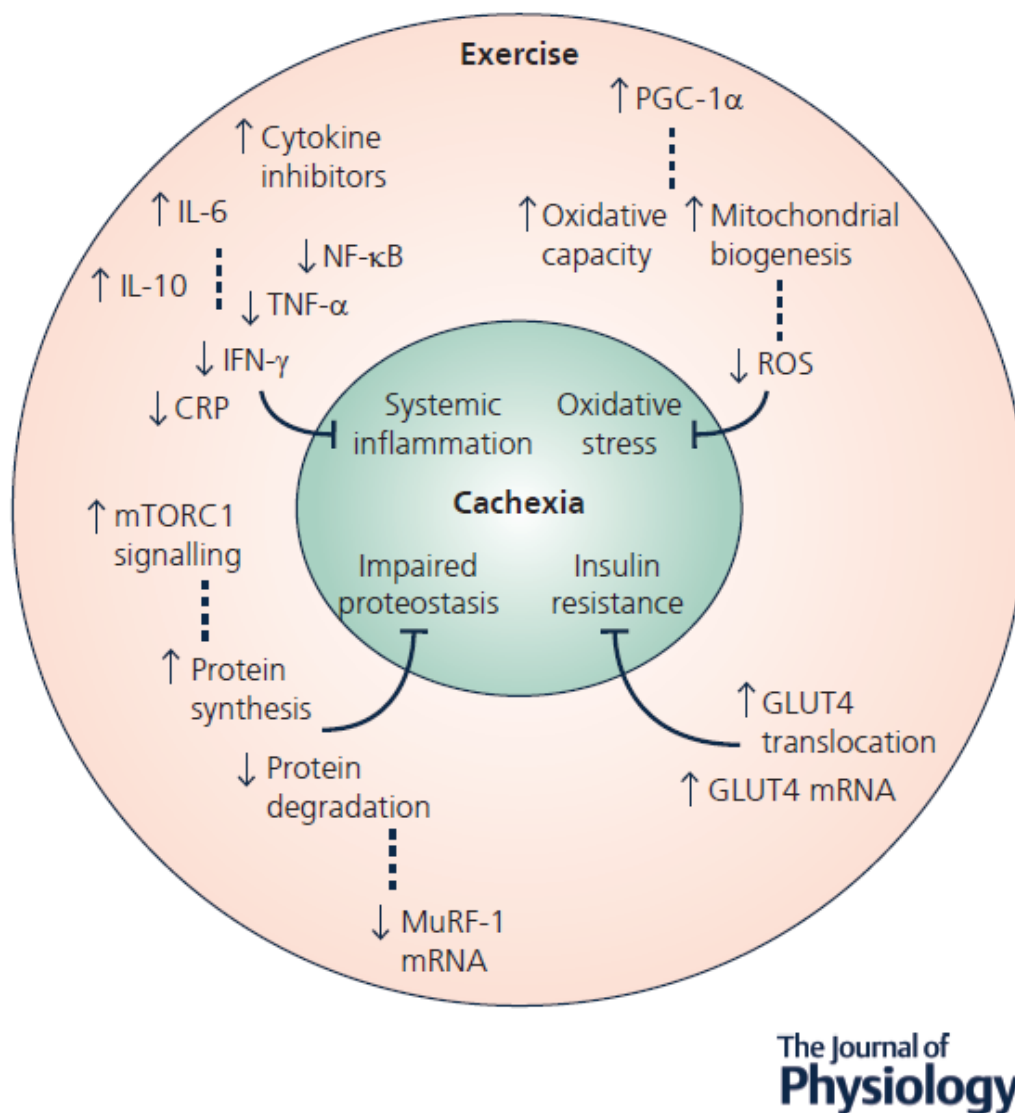 Exercise
↑ PGC-1α
↑ Cytokine
inhibitors
↑ IL-6
↑ Oxidative
capacity
↑ Mitochondrial
biogenesis
↓ NF-κB
↑ IL-10
↓ TNF-α
↓ IFN-γ
↓ ROS
↓ CRP
Systemic
inflammation
Oxidative
stress
Cachexia
↑ mTORC1
signalling
Impaired
proteostasis
Insulin
resistance
↑ Protein
synthesis
↑ GLUT4
translocation
↓ Protein
degradation
↑ GLUT4 mRNA
↓ MuRF-1
mRNA
The Journal of
Physiology